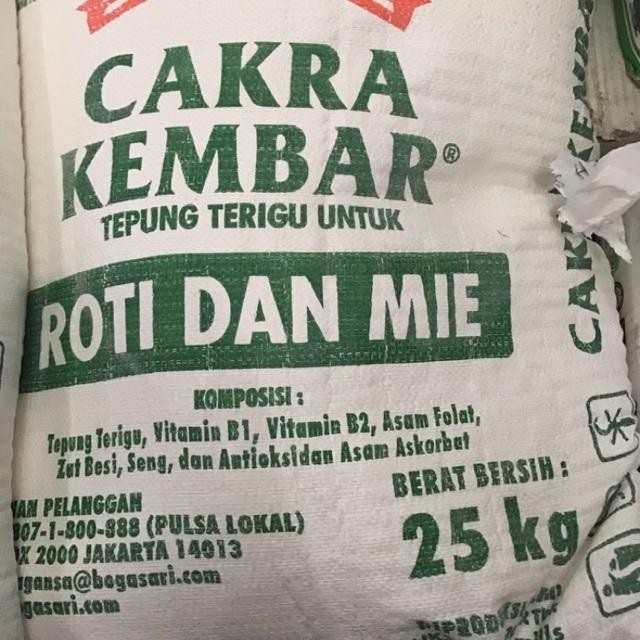 CAKRA
KEMBAR®
TEPUNG TERIGU UNTUK
ROTI DAN MIE
KOMPOSISI :
Tepung Terigu, Vitamin B1, Vitamin B2, Asam Folat,
Zat Besi, Seng, dan Antioksidan Asam Askorbat
BERAT BERSIH :
25 kg
PELANGGAN
807-1-800-888 (PULSA LOKAL)
2000 JAKARTA 14013
@bogasari.com
gasari.com